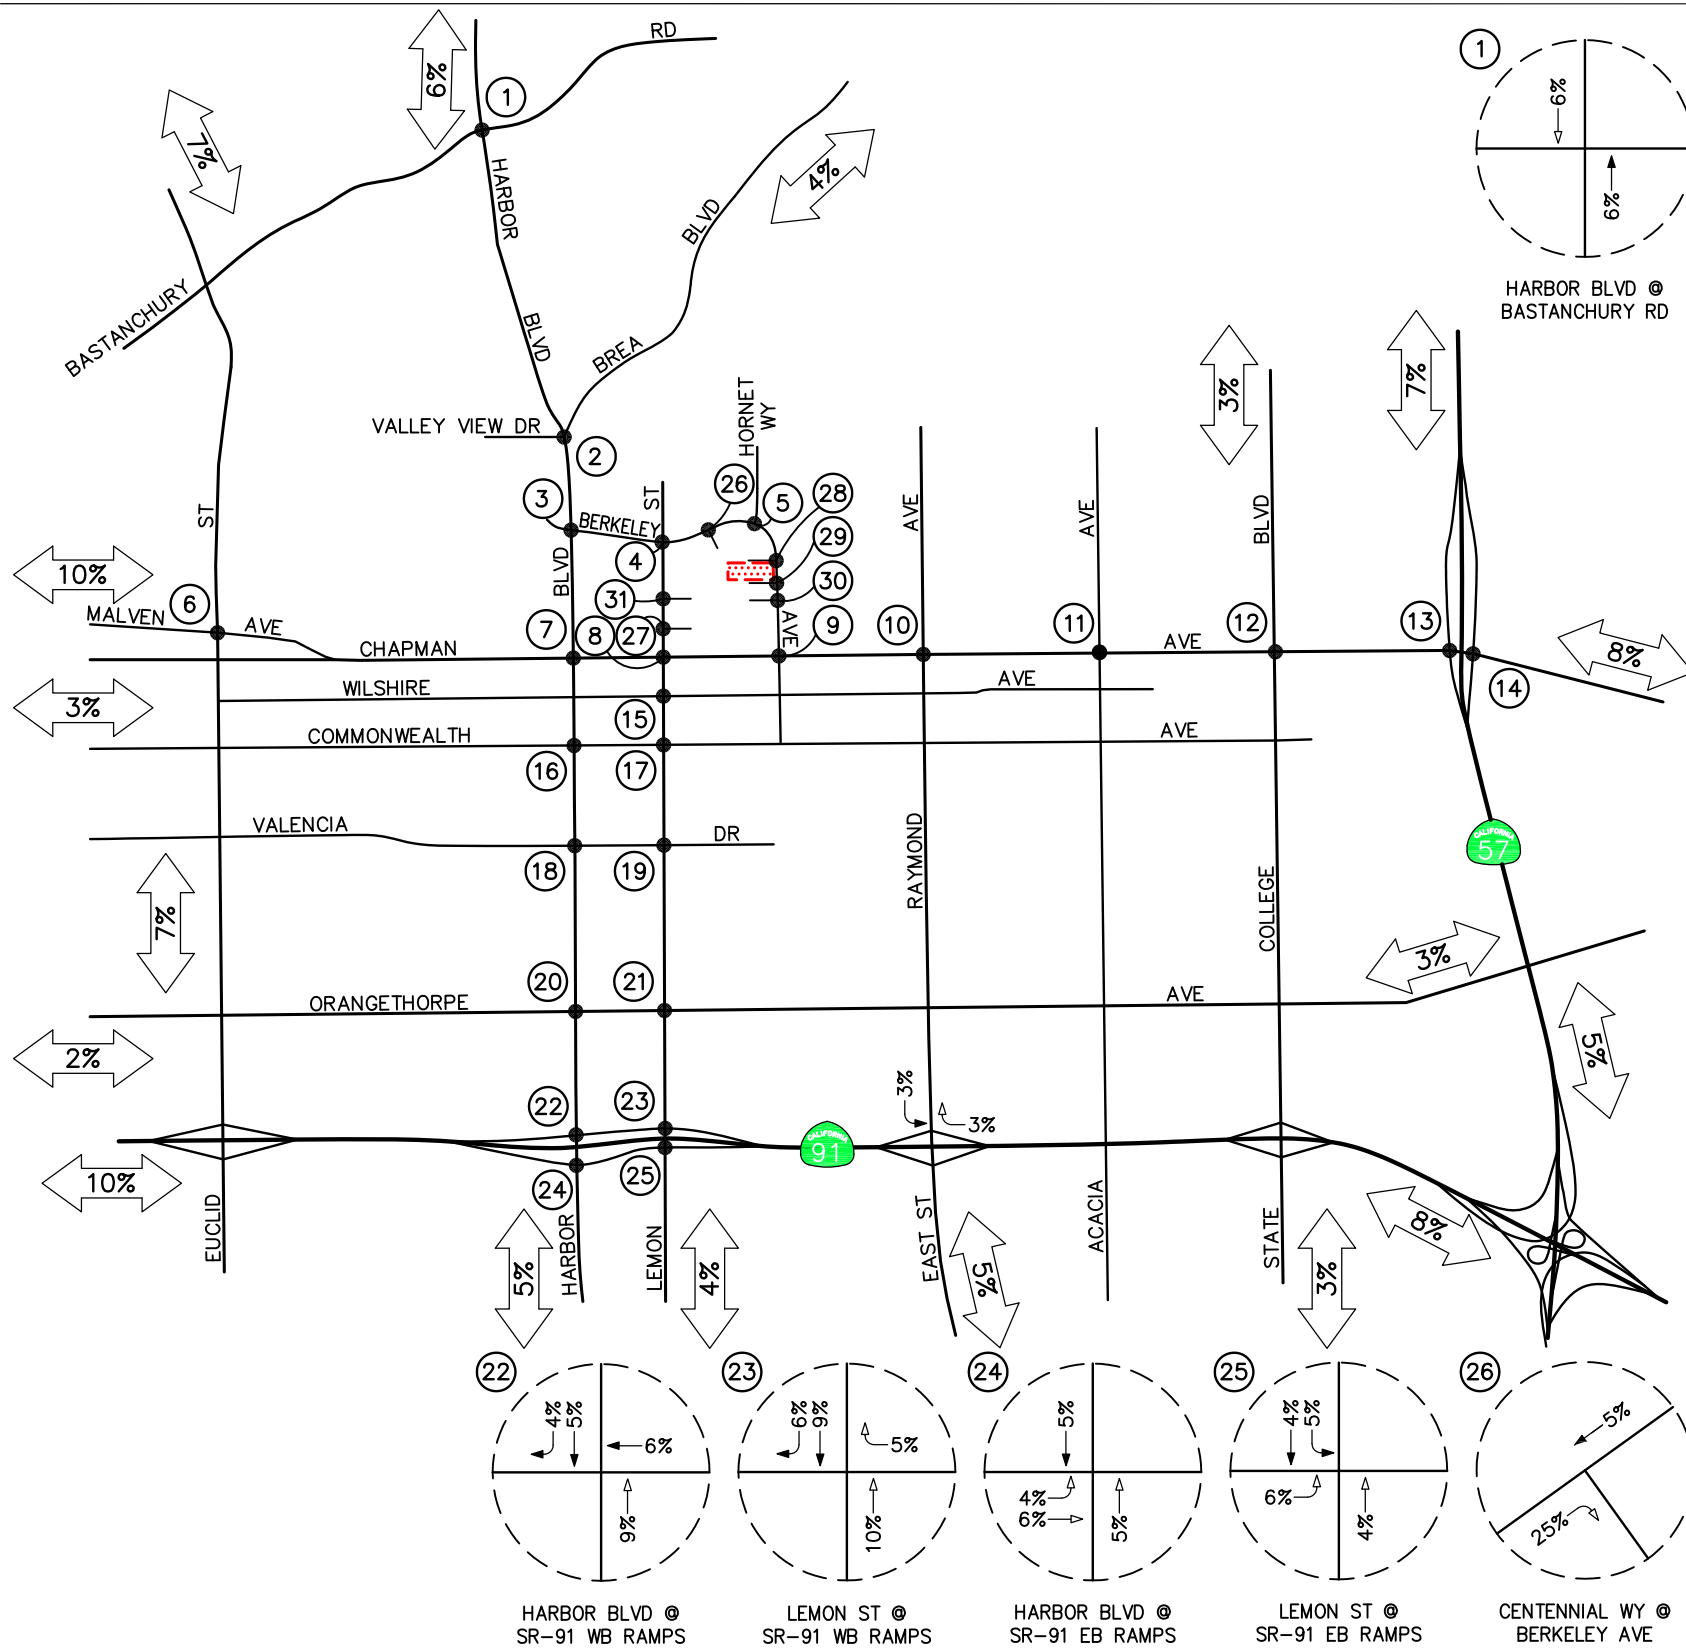 RD
6%
1
1
6%
6%
HARBOR BLVD @
BASTANCHURY RD
7%
HARBOR
4%
BLVD
BASTANCHURY
BLVD
BREA
3%
7%
HORNET
WY
VALLEY VIEW DR
2
ST
3
ST
26
5
28
AVE
AVE
BLVD
BERKELEY
29
10%
BLVD
4
30
MALVEN
6
AVE
31
7
8
27
AVE
9
10
11
12
13
CHAPMAN
AVE
8%
WILSHIRE
AVE
14
3%
15
COMMONWEALTH
AVE
16
17
VALENCIA
DR
RAYMOND
CALIFORNIA
57
18
19
7%
COLLEGE
3%
20
21
ORANGETHORPE
AVE
2%
5%
22
23
3%
3%
CALIFORNIA
91
10%
24
25
EUCLID
HARBOR
LEMON
EAST ST
ACACIA
STATE
8%
5%
4%
5%
3%
22
4%
5%
6%
9%
HARBOR BLVD @
SR-91 WB RAMPS
23
6%
9%
5%
10%
LEMON ST @
SR-91 WB RAMPS
24
5%
4%
6%
5%
HARBOR BLVD @
SR-91 EB RAMPS
25
4%
5%
6%
4%
LEMON ST @
SR-91 EB RAMPS
26
5%
25%
CENTENNIAL WY @
BERKELEY AVE